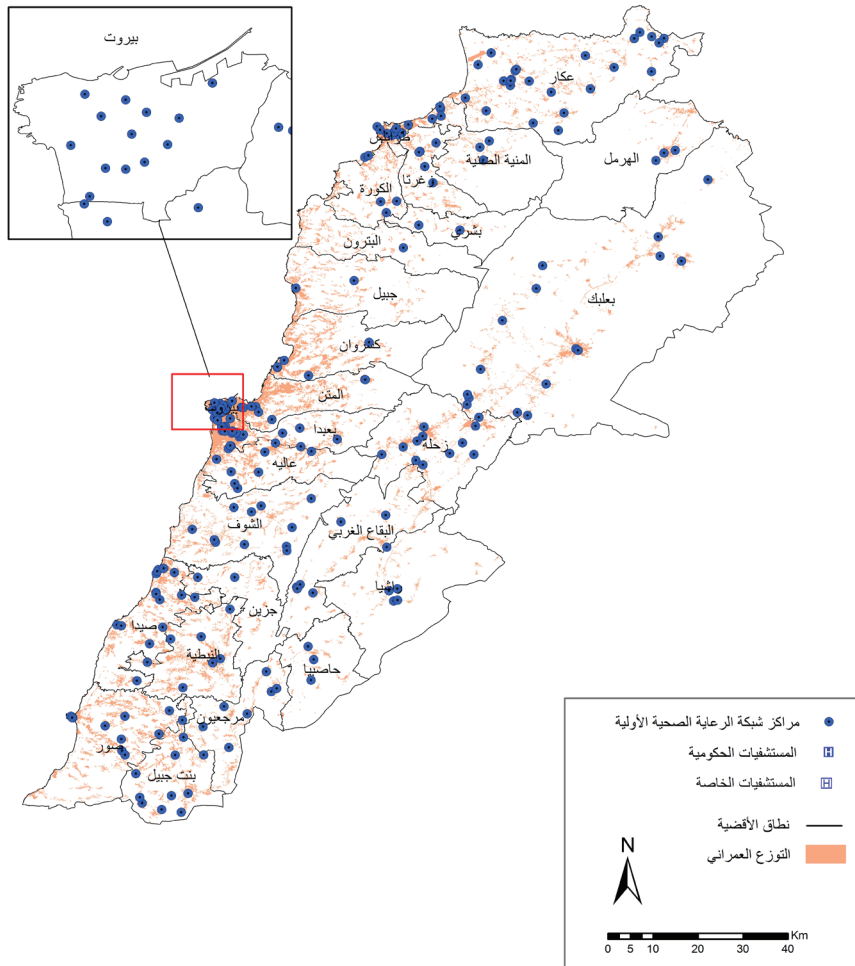 بيروت
عكار
طرابلس
المنية الضنية
الهرمل
زغرتا
الكورة
بشري
البترون
جبيل
بعلبك
كسروان
المتن
بيروت
بعبدا
زحلة
عاليه
الشوف
البقاع الغربي
راشيا
جزين
صيدا
النبطية
حاصبيا
مرجعيون
صور
بنت جبيل
مراكز شبكة الرعاية الصحية الأولية
المستشفيات الحكومية
المستشفيات الخاصة
نطاق الأقضية
التوزع العمراني
N
Km
0 5 10 20 30 40